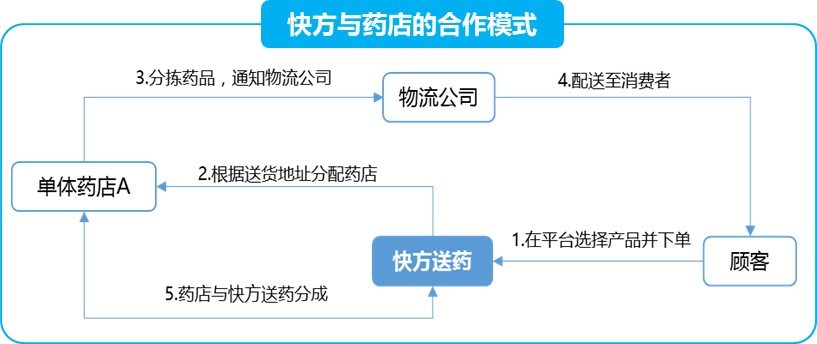 快方与药店的合作模式
3.分拣药品，通知物流公司
物流公司
4.配送至消费者
单体药店A
2.根据送货地址分配药店
1.在平台选择产品并下单
快方送药
顾客
5.药店与快方送药分成